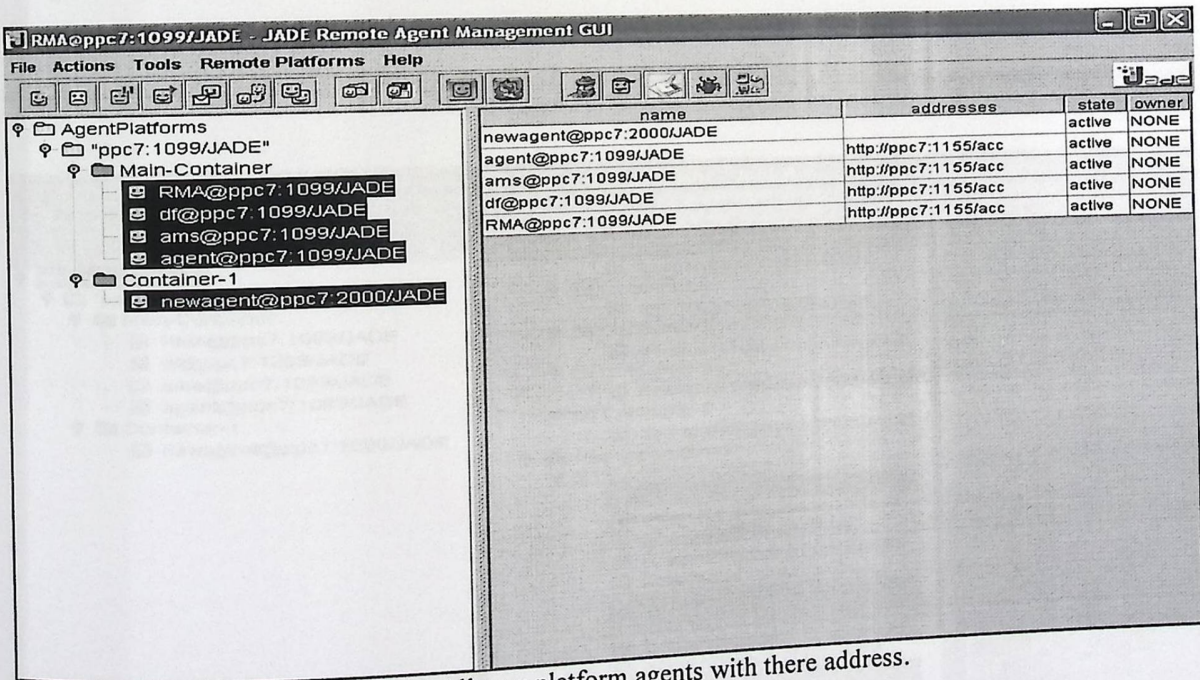 RMA@ppc7:1099/JADE - JADE Remote Agent Management GUI
File Actions Tools Remote Platforms Help
Jade
AgentPlatforms
"ppc7:1099/JADE"
Main-Container
RMA@ppc7:1099/JADE
df@ppc7:1099/JADE
ams@ppc7:1099/JADE
agent@ppc7:1099/JADE
Container-1
newagent@ppc7:2000/JADE
name addresses state owner
newagent@ppc7:2000/JADE active NONE
agent@ppc7:1099/JADE http://ppc7:1155/acc active NONE
ams@ppc7:1099/JADE http://ppc7:1155/acc active NONE
df@ppc7:1099/JADE http://ppc7:1155/acc active NONE
RMA@ppc7:1099/JADE http://ppc7:1155/acc active NONE
platform agents with there address.